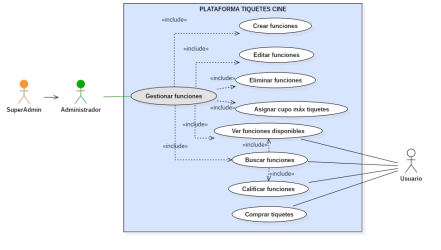 PLATAFORMA TIQUETES CINE
«include»
Crear funciones
«include»
Editar funciones
Eliminar funciones
«include»
Gestionar funciones
«include»
Asignar cupo máx tiquetes
SuperAdmin
Administrador
«include»
Ver funciones disponibles
«include»
«include»
Buscar funciones
Usuario
«include»
Calificar funciones
Comprar tiquetes